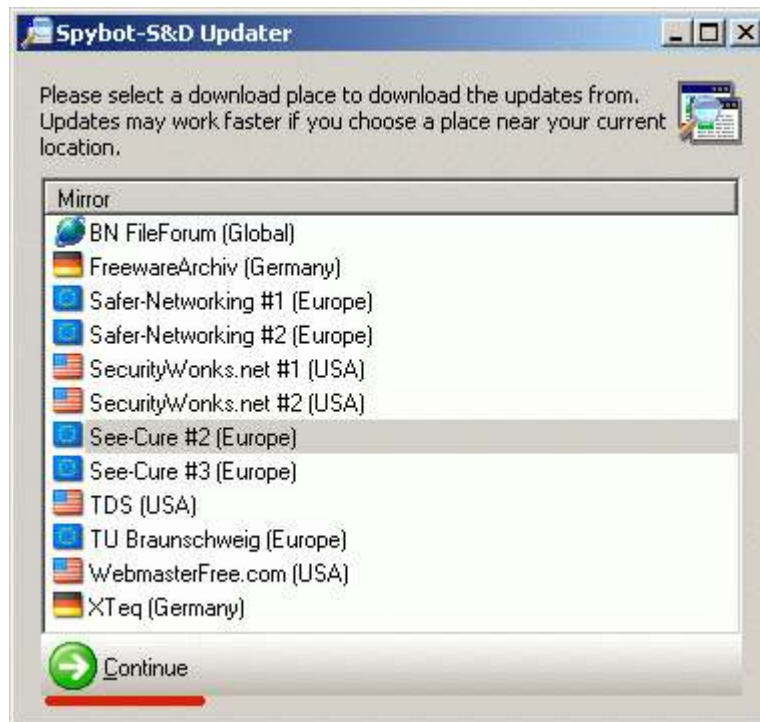 Spybot-S&D Updater
Please select a download place to download the updates from.
Updates may work faster if you choose a place near your current
location.
Mirror
BN FileForum (Global)
FreewareArchiv (Germany)
Safer-Networking #1 (Europe)
Safer-Networking #2 (Europe)
SecurityWonks.net #1 (USA)
SecurityWonks.net #2 (USA)
See-Cure #2 (Europe)
See-Cure #3 (Europe)
TDS (USA)
TU Braunschweig (Europe)
WebmasterFree.com (USA)
XTeq (Germany)
Continue